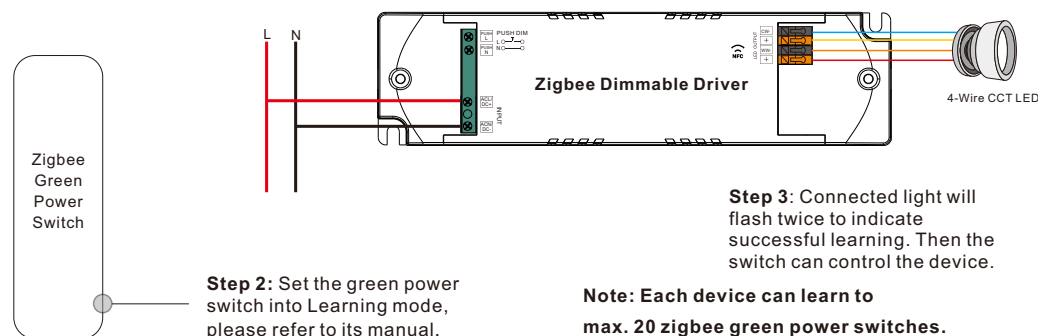 L N
PUSH L
PUSH N
PUSH DIM
L
N
ACL/ DC+
ACN/ DC-
INPUT
NFC
LED OUTPUT
CW-
+
WW-
+
Zigbee Dimmable Driver
4-Wire CCT LED
Zigbee
Green
Power
Switch
Step 2: Set the green power
switch into Learning mode,
please refer to its manual.
Step 3: Connected light will
flash twice to indicate
successful learning. Then the
switch can control the device.
Note: Each device can learn to
max. 20 zigbee green power switches.